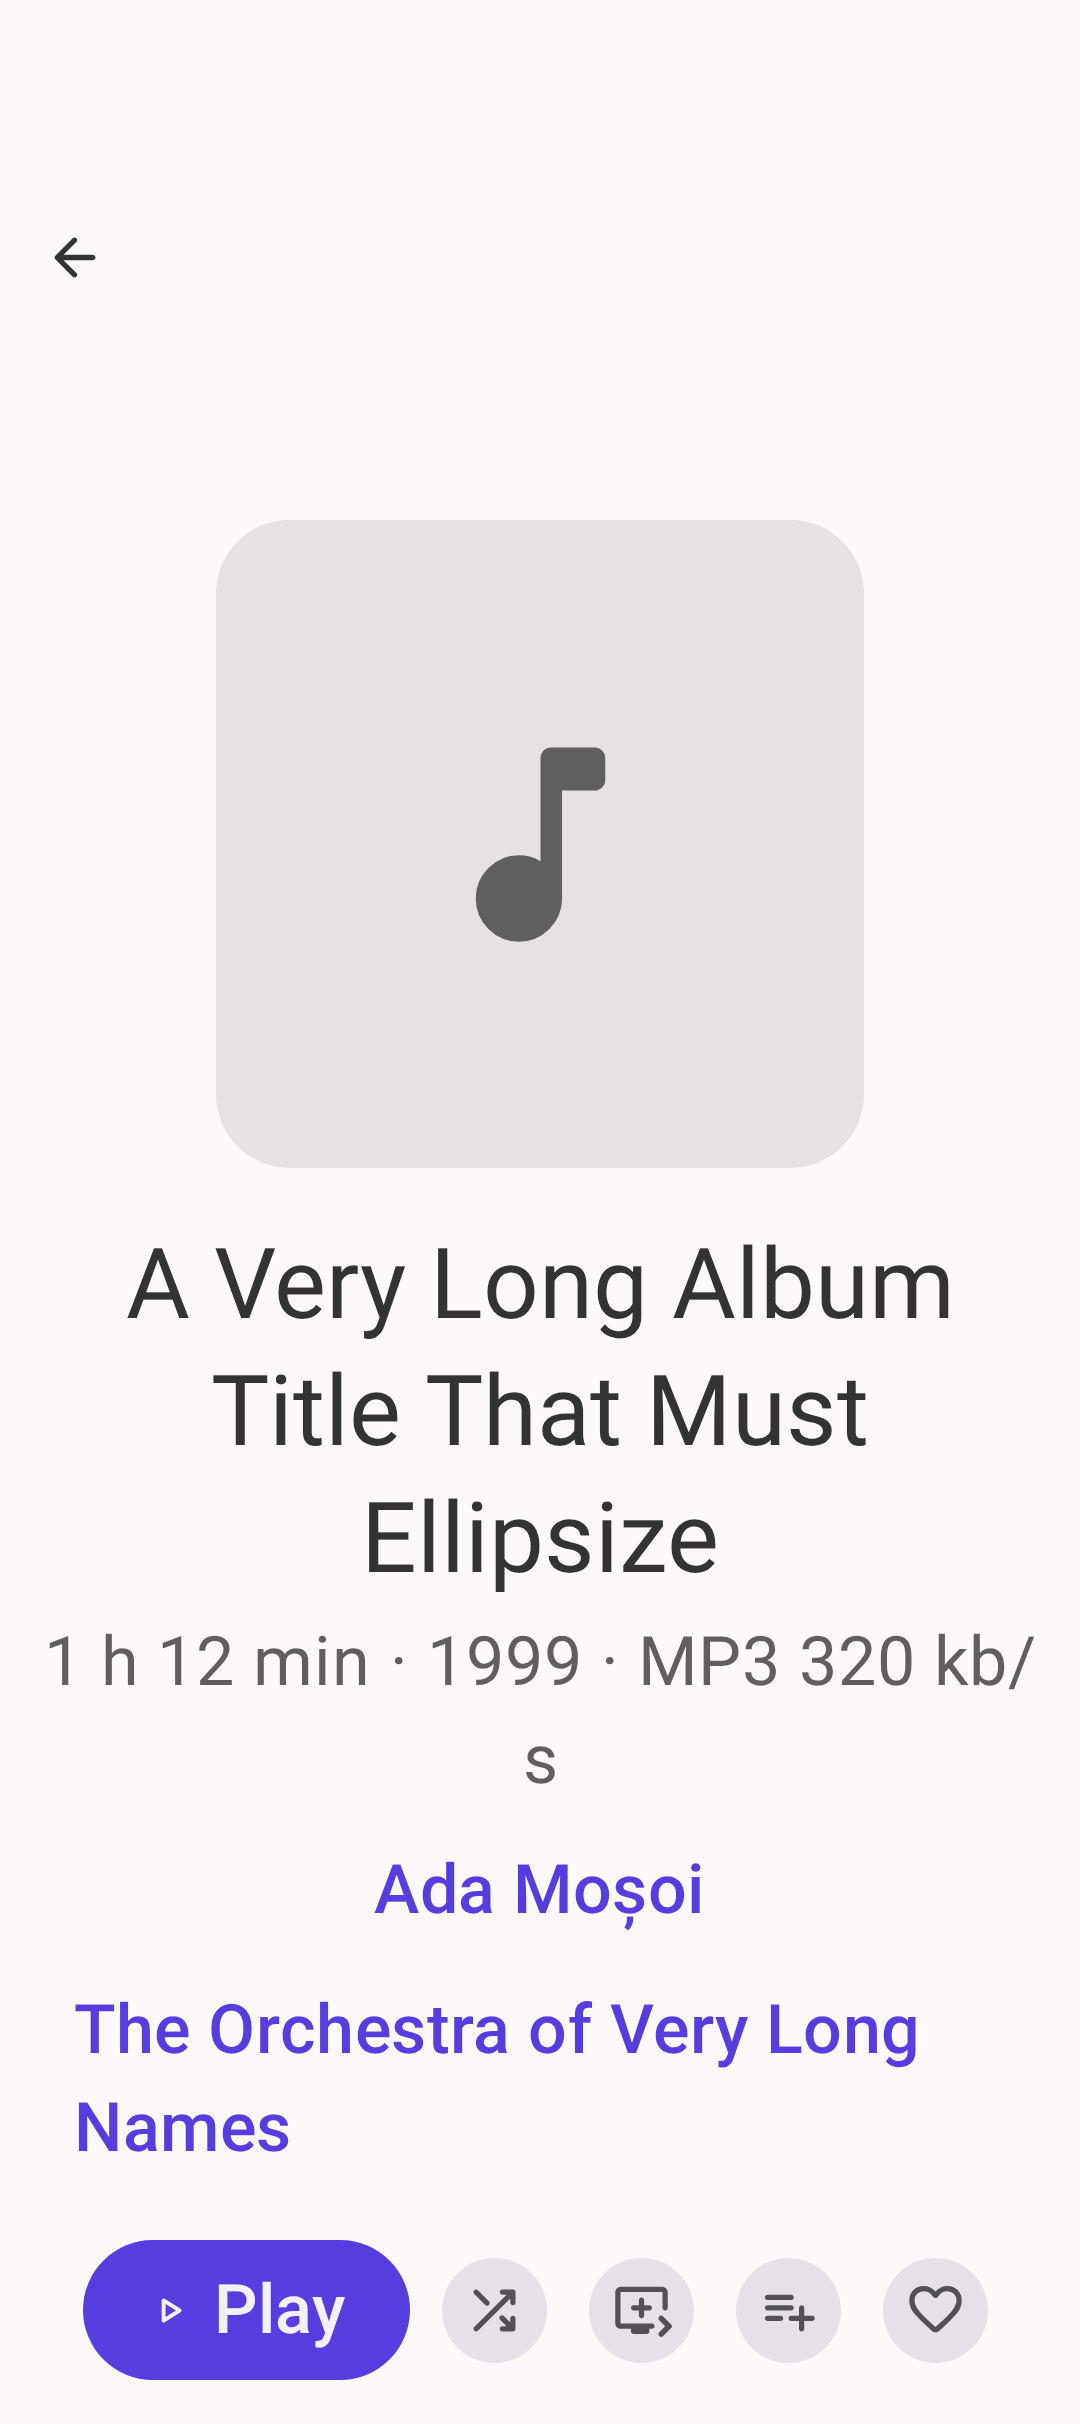 A Very Long Album
Title That Must
Ellipsize
1 h 12 min · 1999 · MP3 320 kb/
s
Ada Moșoi
The Orchestra of Very Long
Names
Play